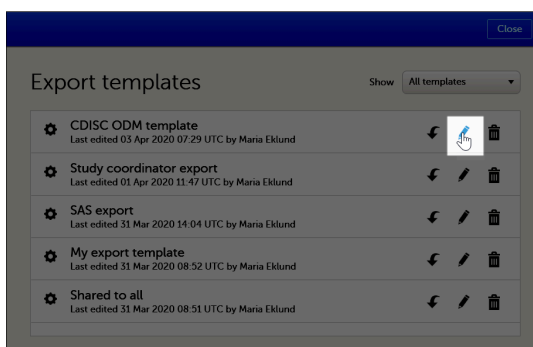 Close
Export templates
Show All templates
CDISC ODM template
Last edited 03 Apr 2020 07:29 UTC by Maria Eklund
Study coordinator export
Last edited 01 Apr 2020 11:47 UTC by Maria Eklund
SAS export
Last edited 31 Mar 2020 14:04 UTC by Maria Eklund
My export template
Last edited 31 Mar 2020 08:52 UTC by Maria Eklund
Shared to all
Last edited 31 Mar 2020 08:51 UTC by Maria Eklund